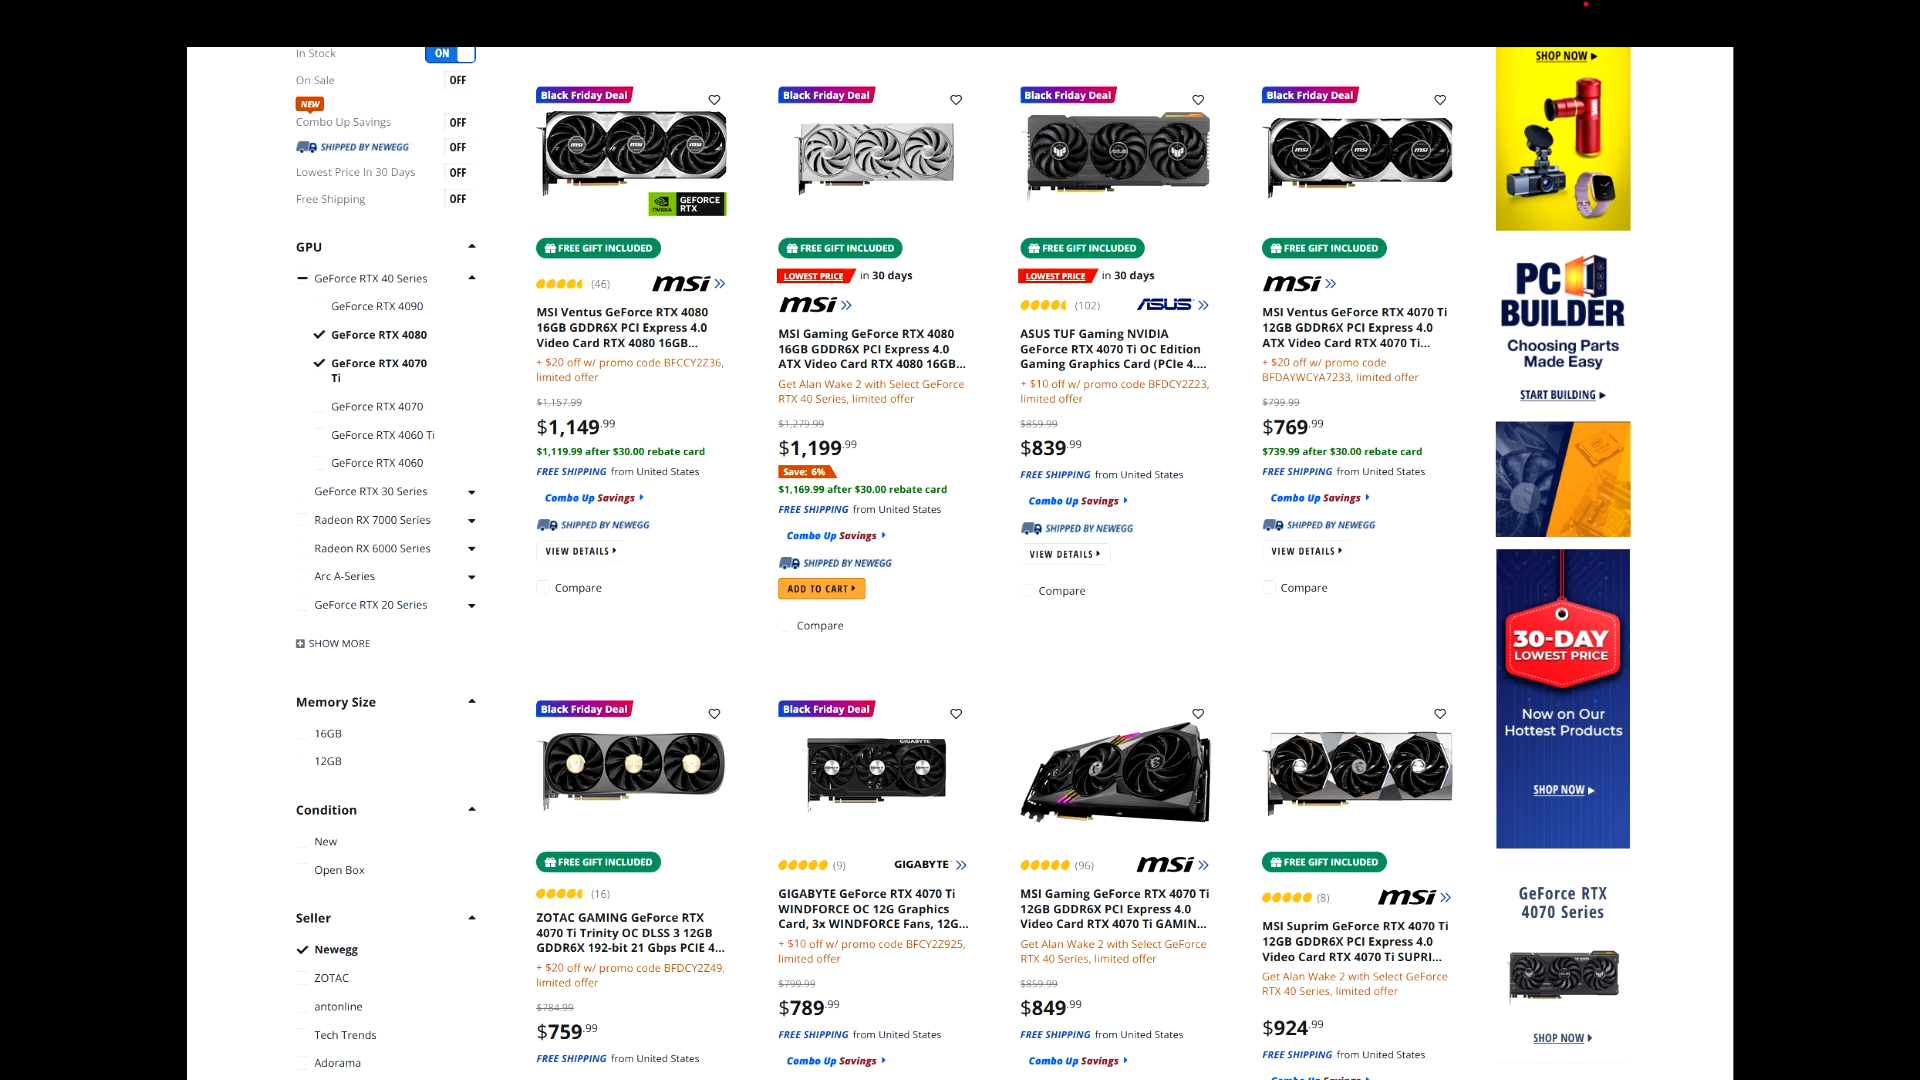 In Stock
ON
On Sale
OFF
NEW
Combo Up Savings
OFF
SHIPPED BY NEWEGG
OFF
Lowest Price In 30 Days
OFF
Free Shipping
OFF
GPU
GeForce RTX 40 Series
GeForce RTX 4090
GeForce RTX 4080
GeForce RTX 4070
Ti
GeForce RTX 4070
GeForce RTX 4060 Ti
GeForce RTX 4060
GeForce RTX 30 Series
Radeon RX 7000 Series
Radeon RX 6000 Series
Arc A-Series
GeForce RTX 20 Series
SHOW MORE
Memory Size
16GB
12GB
Condition
New
Open Box
Seller
Newegg
ZOTAC
antonline
Tech Trends
Adorama
Black Friday Deal
NVIDIA
GEFORCE
RTX
FREE GIFT INCLUDED
(46)
msi
MSI Ventus GeForce RTX 4080
16GB GDDR6X PCI Express 4.0
Video Card RTX 4080 16GB...
+ $20 off w/ promo code BFCCY2Z36,
limited offer
$1,157.99
$1,149.99
$1,119.99 after $30.00 rebate card
FREE SHIPPING from United States
Combo Up Savings
SHIPPED BY NEWEGG
VIEW DETAILS
Compare
Black Friday Deal
FREE GIFT INCLUDED
LOWEST PRICE in 30 days
msi
MSI Gaming GeForce RTX 4080
16GB GDDR6X PCI Express 4.0
ATX Video Card RTX 4080 16GB...
Get Alan Wake 2 with Select GeForce
RTX 40 Series, limited offer
$1,279.99
$1,199.99
Save: 6%
$1,169.99 after $30.00 rebate card
FREE SHIPPING from United States
Combo Up Savings
SHIPPED BY NEWEGG
ADD TO CART
Compare
Black Friday Deal
FREE GIFT INCLUDED
LOWEST PRICE in 30 days
(102)
ASUS
ASUS TUF Gaming NVIDIA
GeForce RTX 4070 Ti OC Edition
Gaming Graphics Card (PCIe 4....
+ $10 off w/ promo code BFDCY2Z23,
limited offer
$859.99
$839.99
FREE SHIPPING from United States
Combo Up Savings
SHIPPED BY NEWEGG
VIEW DETAILS
Compare
Black Friday Deal
FREE GIFT INCLUDED
msi
MSI Ventus GeForce RTX 4070 Ti
12GB GDDR6X PCI Express 4.0
ATX Video Card RTX 4070 Ti...
+ $20 off w/ promo code
BFDAYWCYA7233, limited offer
$799.99
$769.99
$739.99 after $30.00 rebate card
FREE SHIPPING from United States
Combo Up Savings
SHIPPED BY NEWEGG
VIEW DETAILS
Compare
Black Friday Deal
FREE GIFT INCLUDED
(16)
ZOTAC GAMING GeForce RTX
4070 Ti Trinity OC DLSS 3 12GB
GDDR6X 192-bit 21 Gbps PCIE 4...
+ $20 off w/ promo code BFDCY2Z49,
limited offer
$784.99
$759.99
FREE SHIPPING from United States
Black Friday Deal
GIGABYTE
(9)
GIGABYTE
GIGABYTE GeForce RTX 4070 Ti
WINDFORCE OC 12G Graphics
Card, 3x WINDFORCE Fans, 12G...
+ $10 off w/ promo code BFCY2Z925,
limited offer
$799.99
$789.99
FREE SHIPPING from United States
Combo Up Savings
(96)
msi
MSI Gaming GeForce RTX 4070 Ti
12GB GDDR6X PCI Express 4.0
Video Card RTX 4070 Ti GAMIN...
Get Alan Wake 2 with Select GeForce
RTX 40 Series, limited offer
$859.99
$849.99
FREE SHIPPING from United States
Combo Up Savings
FREE GIFT INCLUDED
(8)
msi
MSI Suprim GeForce RTX 4070 Ti
12GB GDDR6X PCI Express 4.0
Video Card RTX 4070 Ti SUPRI...
Get Alan Wake 2 with Select GeForce
RTX 40 Series, limited offer
$924.99
FREE SHIPPING from United States
Combo Up Savings
SHOP NOW
PC
BUILDER
Choosing Parts
Made Easy
START BUILDING
30-DAY
LOWEST PRICE
Now on Our
Hottest Products
SHOP NOW
GeForce RTX
4070 Series
SHOP NOW